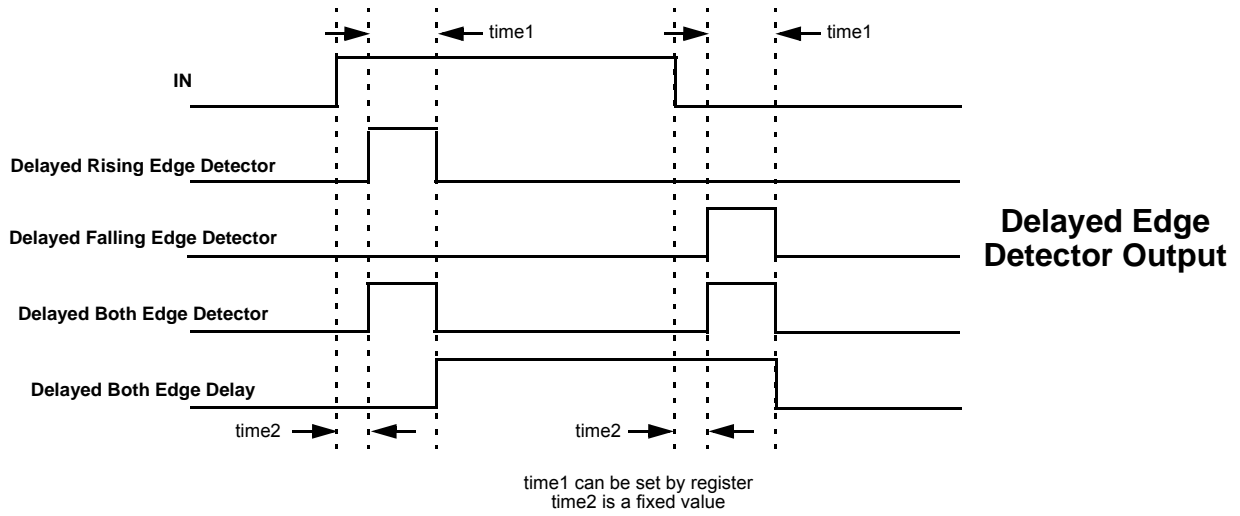 time1
time1
IN
Delayed Rising Edge Detector
Delayed Falling Edge Detector
Delayed Edge
Detector Output
Delayed Both Edge Detector
Delayed Both Edge Delay
time2
time2
time1 can be set by register
time2 is a fixed value